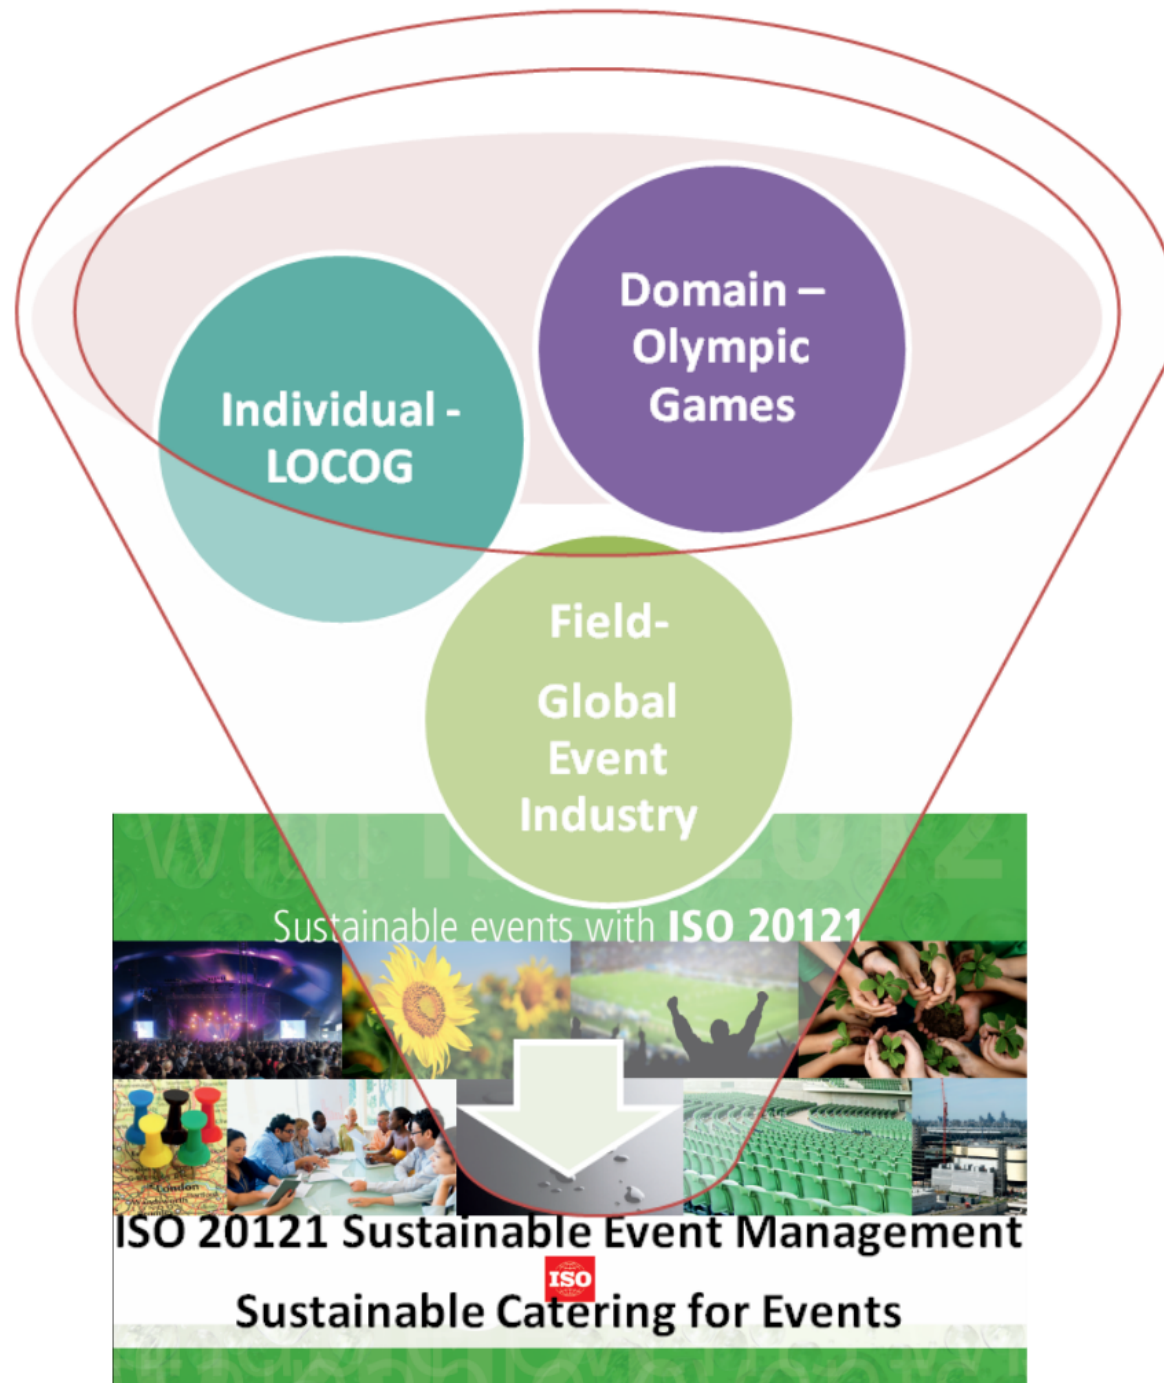 Domain –
Olympic
Games
Individual -
LOCOG
Field-
Global
Event
Industry
Sustainable events with ISO 20121
London
ISO 20121 Sustainable Event Management
ISO
Sustainable Catering for Events